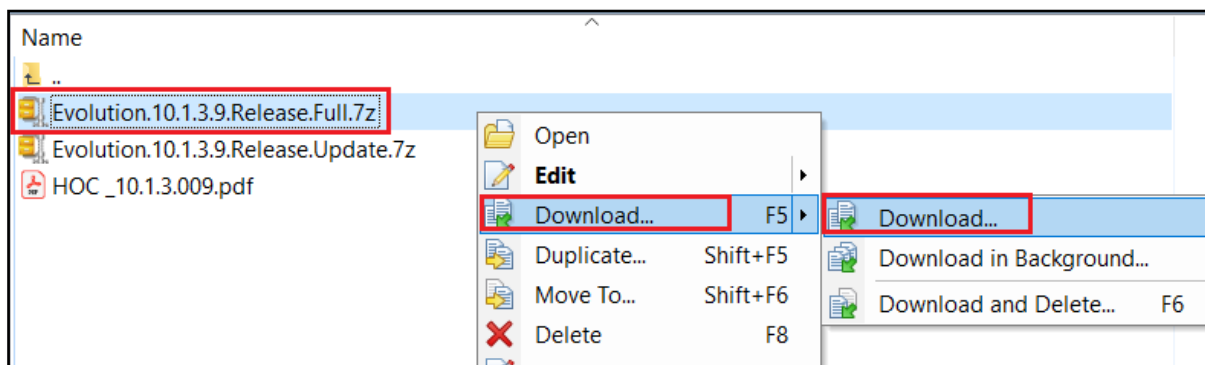 Name
..
Evolution.10.1.3.9.Release.Full.7z
Evolution.10.1.3.9.Release.Update.7z
HOC _10.1.3.009.pdf
Open
Edit
Download... F5
Duplicate... Shift+F5
Move To... Shift+F6
Delete F8
Download...
Download in Background...
Download and Delete... F6